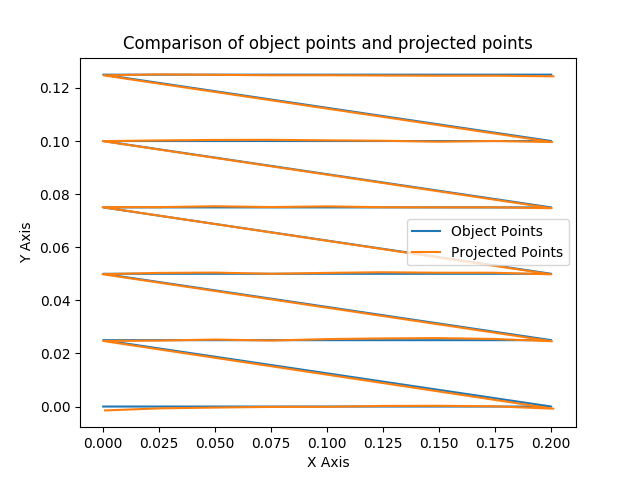 Comparison of object points and projected points
0.12
0.10
0.08
0.06
0.04
0.02
0.00
Y Axis
Object Points
Projected Points
0.000 0.025 0.050 0.075 0.100 0.125 0.150 0.175 0.200
X Axis